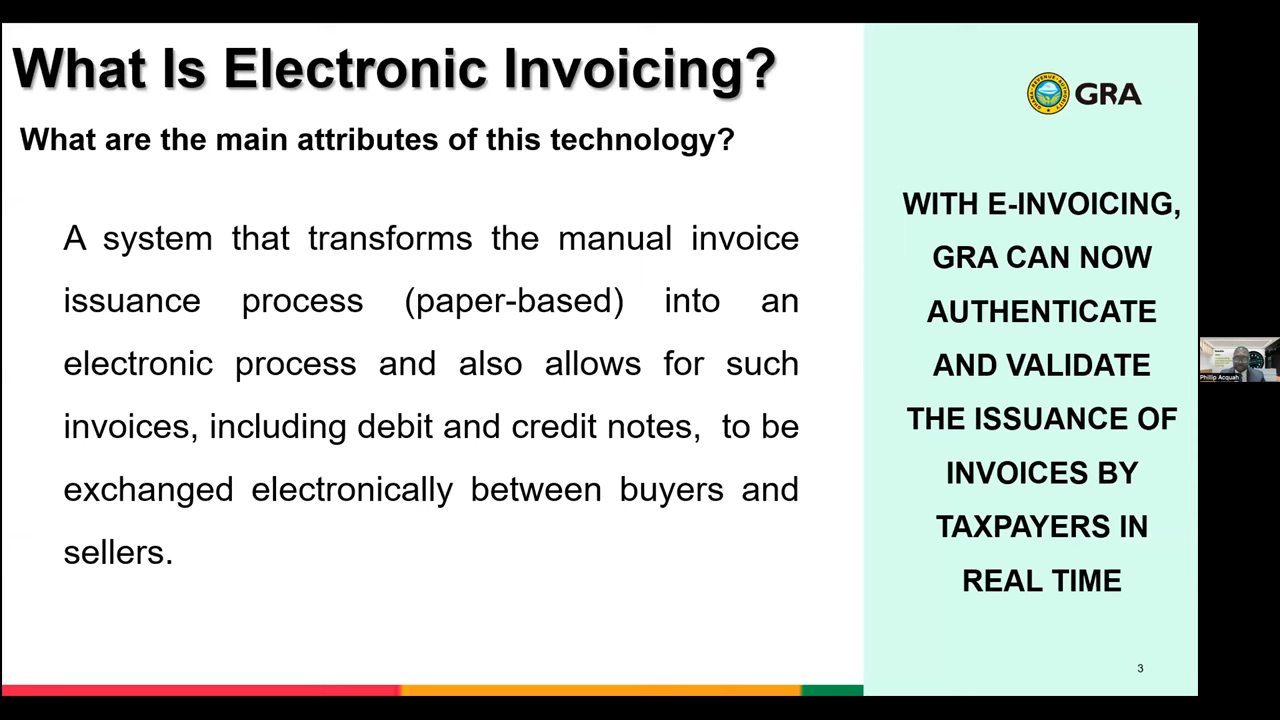 What Is Electronic Invoicing?
What are the main attributes of this technology?
A system that transforms the manual invoice
issuance process (paper-based) into an
electronic process and also allows for such
invoices, including debit and credit notes, to be
exchanged electronically between buyers and
sellers.
GRA
WITH E-INVOICING,
GRA CAN NOW
AUTHENTICATE
AND VALIDATE
THE ISSUANCE OF
INVOICES BY
TAXPAYERS IN
REAL TIME
3
Phillip Acquah